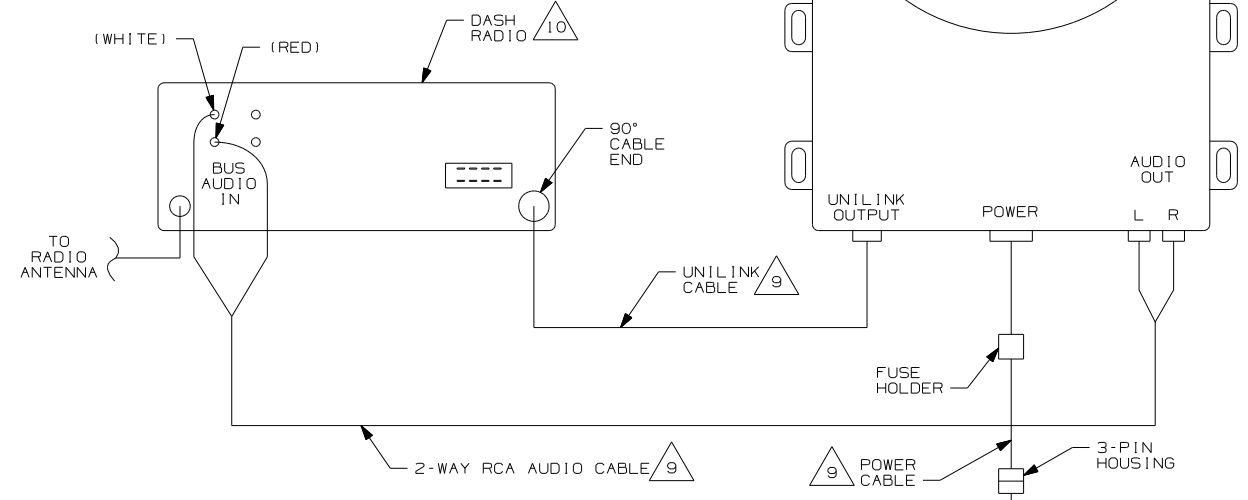 DASH
RADIO
10
(WHITE)
(RED)
90°
CABLE
END
BUS
AUDIO
IN
AUDIO
OUT
UNILINK
OUTPUT
POWER
L R
TO
RADIO
ANTENNA
UNILINK
CABLE
9
FUSE
HOLDER
2-WAY RCA AUDIO CABLE
9
9
POWER
CABLE
3-PIN
HOUSING